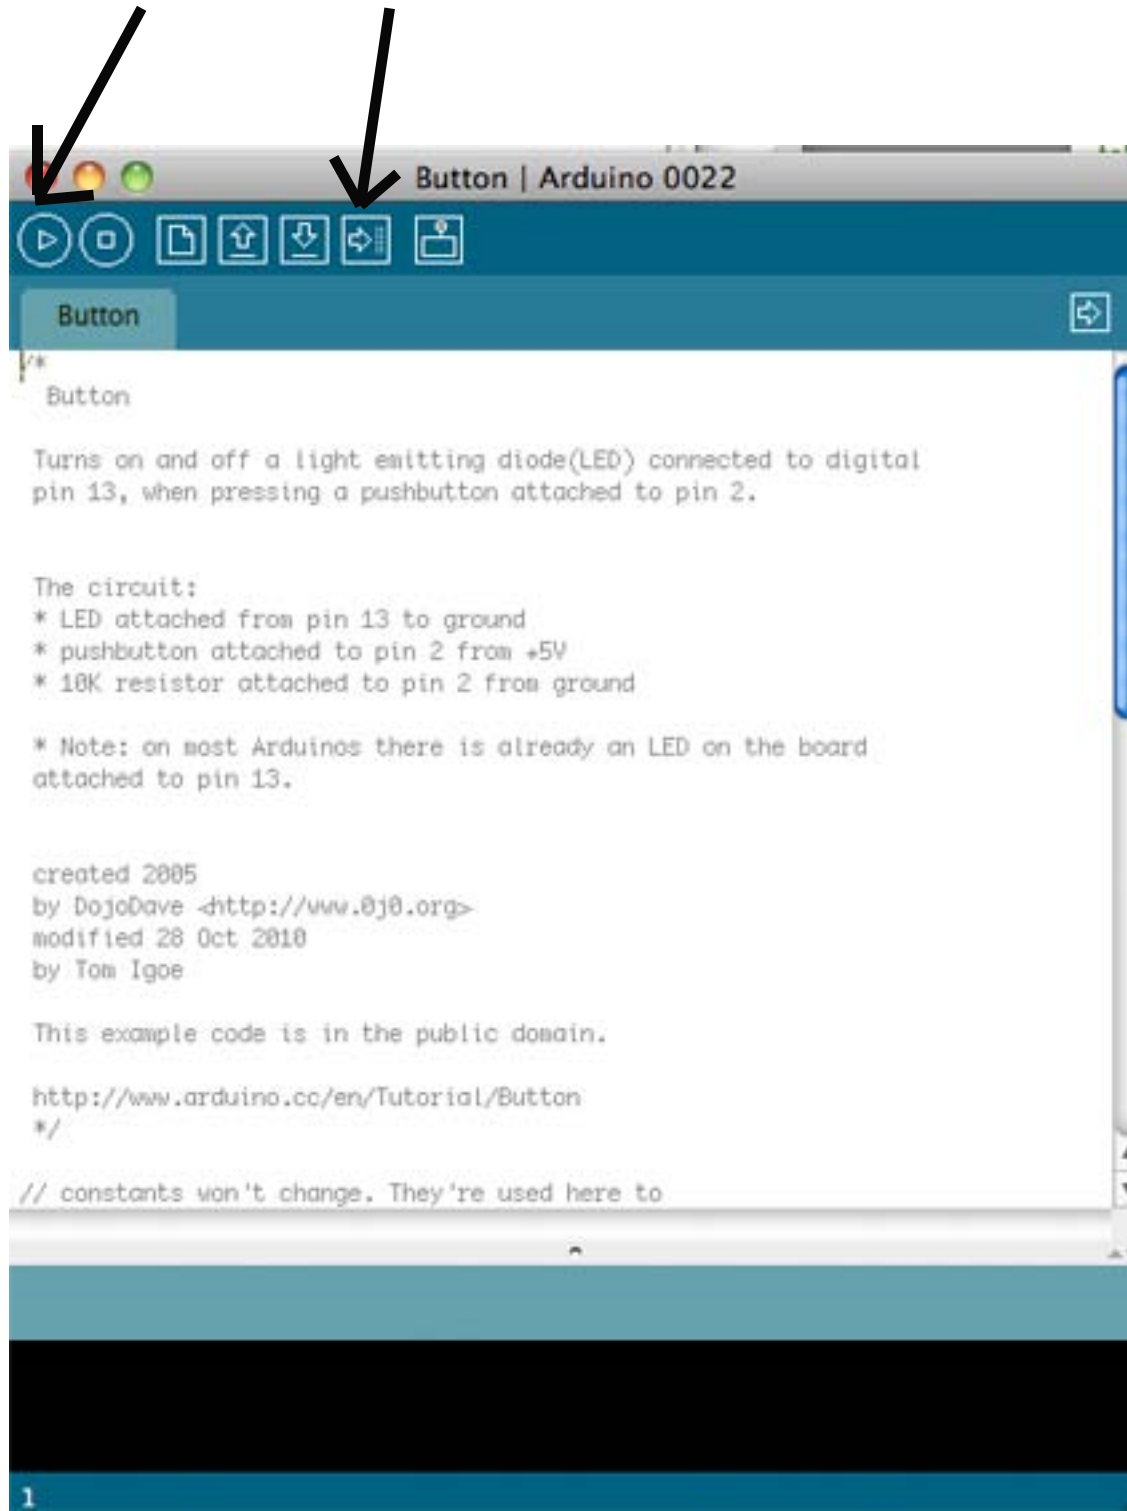 Button | Arduino 0022
Button
/*
Button
Turns on and off a light emitting diode(LED) connected to digital
pin 13, when pressing a pushbutton attached to pin 2.
The circuit:
* LED attached from pin 13 to ground
* pushbutton attached to pin 2 from +5V
* 10K resistor attached to pin 2 from ground
* Note: on most Arduinos there is already an LED on the board
attached to pin 13.
created 2005
by DojoDave <http://www.0j0.org>
modified 28 Oct 2010
by Tom Igoe
This example code is in the public domain.
http://www.arduino.cc/en/Tutorial/Button
*/
// constants won't change. They're used here to
1